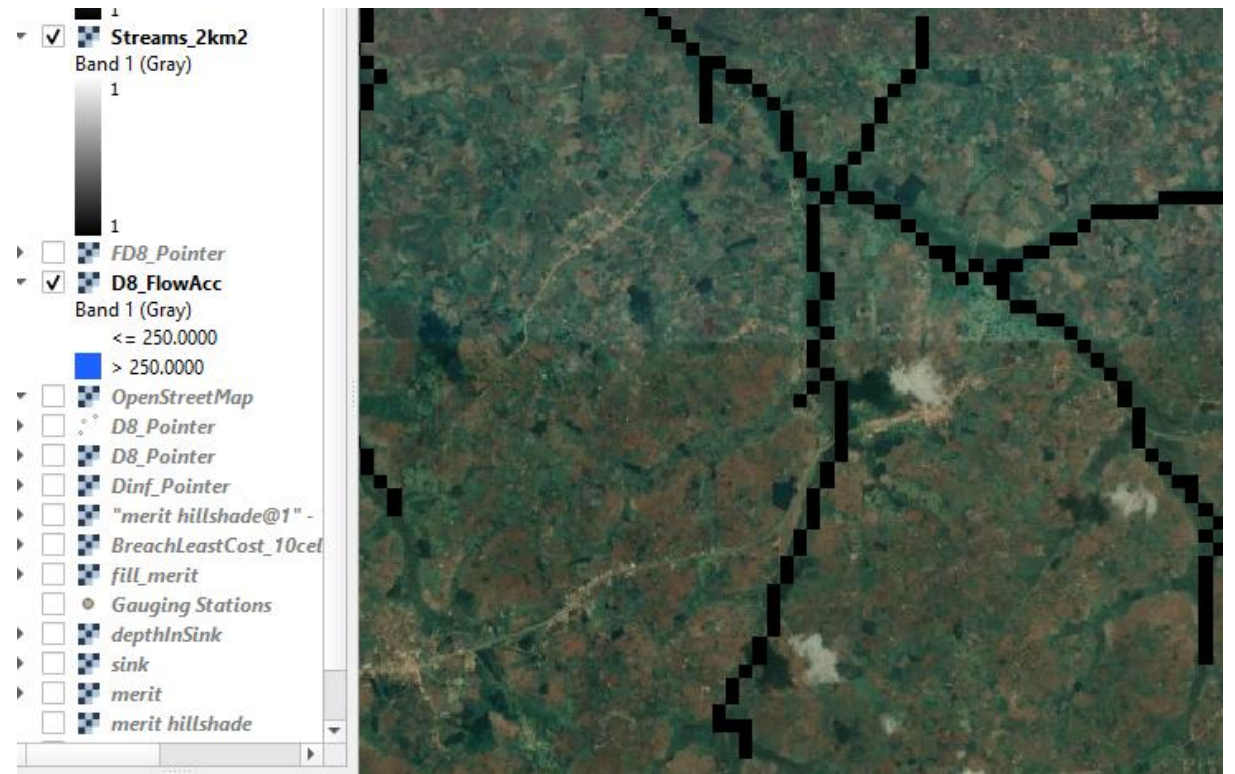 1
Streams_2km2
Band 1 (Gray)
1
1
FD8_Pointer
D8_FlowAcc
Band 1 (Gray)
<= 250.0000
> 250.0000
OpenStreetMap
D8_Pointer
D8_Pointer
Dinf_Pointer
"merit hillshade@1" -
BreachLeastCost_10cel
fill_merit
Gauging Stations
depthInSink
sink
merit
merit hillshade